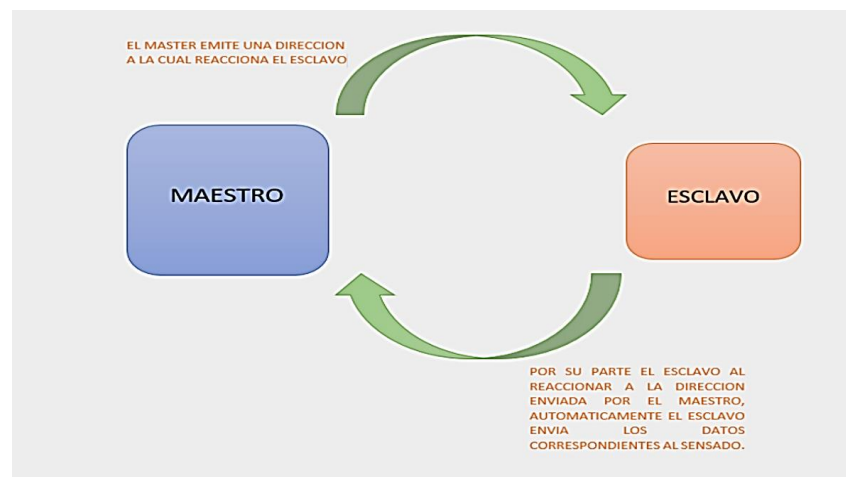 EL MASTER EMITE UNA DIRECCION
A LA CUAL REACCIONA EL ESCLAVO
MAESTRO
ESCLAVO
POR SU PARTE EL ESCLAVO AL
REACCIONAR A LA DIRECCION
ENVIADA POR EL MAESTRO,
AUTOMATICAMENTE EL ESCLAVO
ENVIA LOS DATOS
CORRESPONDIENTES AL SENSADO.